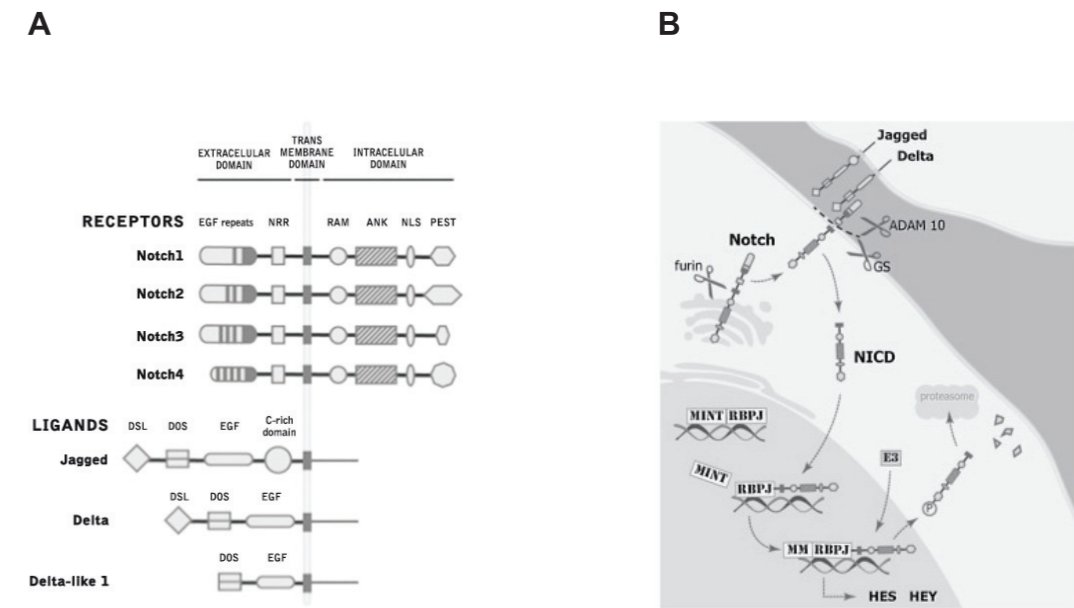 A
B
EXTRACELULAR
DOMAIN
TRANS
MEMBRANE
DOMAIN
INTRACELULAR
DOMAIN
RECEPTORS EGF repeats NRR RAM ANK NLS PEST
Notch1
Notch2
Notch3
Notch4
LIGANDS DSL DOS EGF C-rich
domain
Jagged
DSL DOS EGF
Delta
DOS EGF
Delta-like 1
Jagged
Delta
ADAM 10
Notch
furin
GS
NICD
proteasome
MINT RBPJ
E3
MINT
RBPJ
P
MM RBPJ
HES HEY